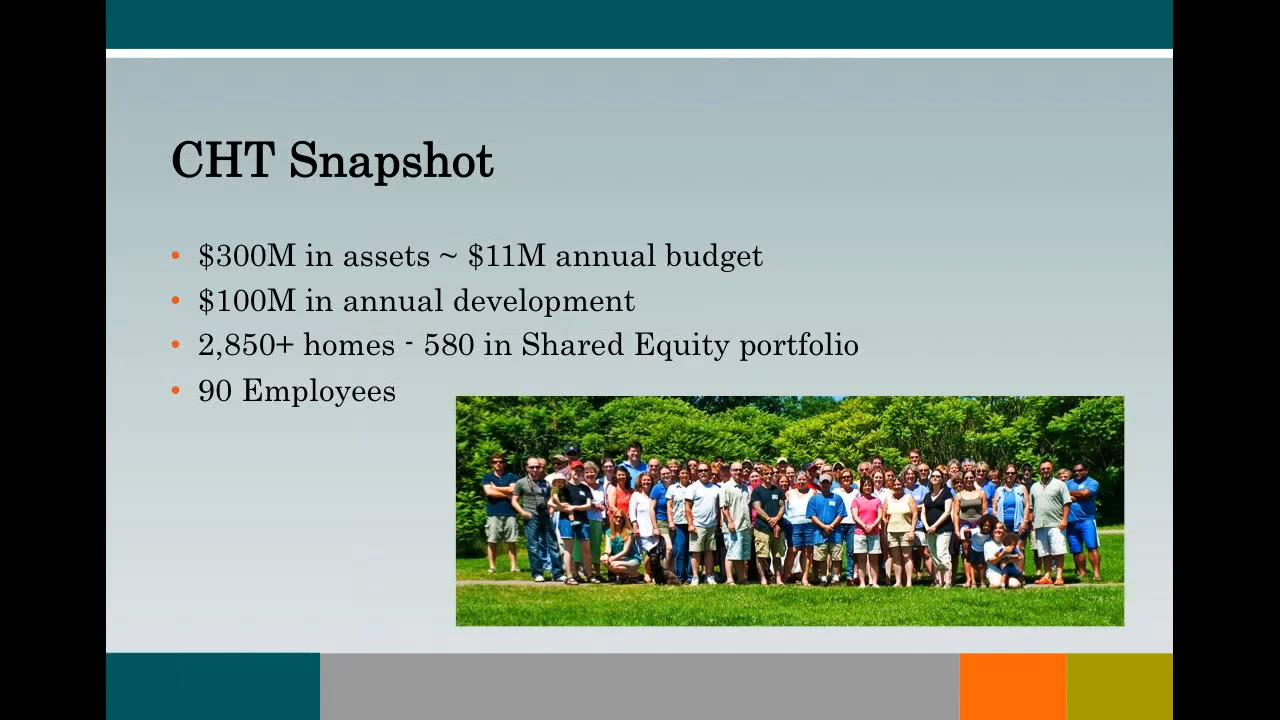 CHT Snapshot
• $300M in assets ~ $11M annual budget
• $100M in annual development
• 2,850+ homes - 580 in Shared Equity portfolio
• 90 Employees